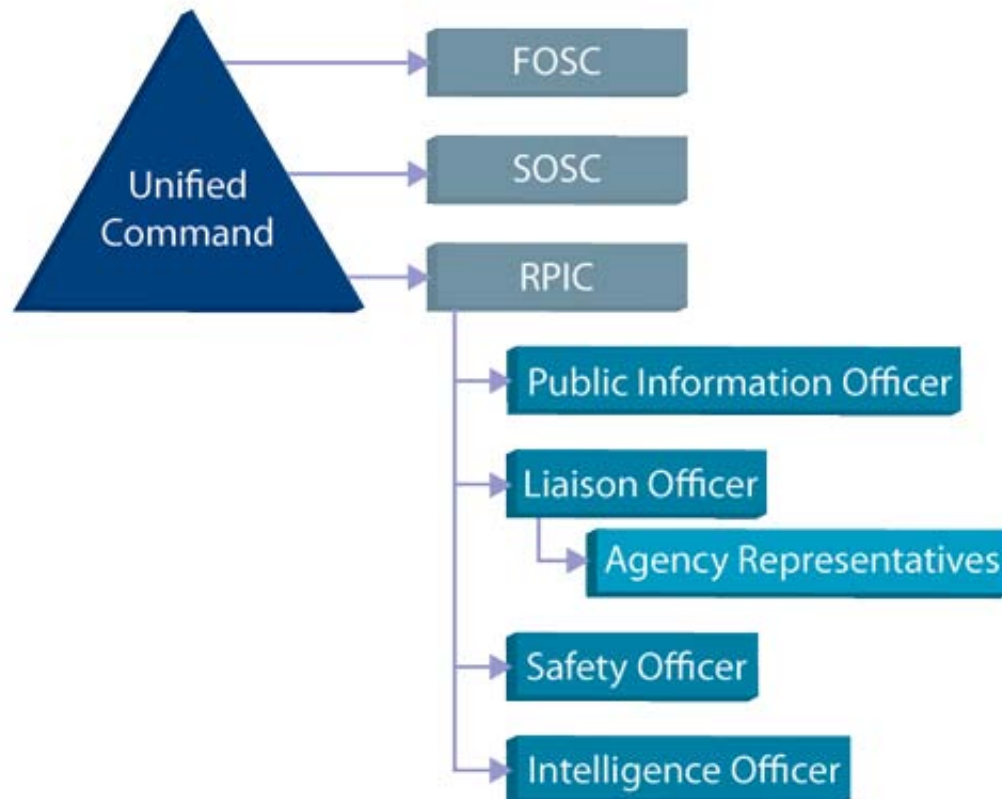 Unified
Command
FOSC
SOSC
RPIC
Public Information Officer
Liaison Officer
Agency Representatives
Safety Officer
Intelligence Officer